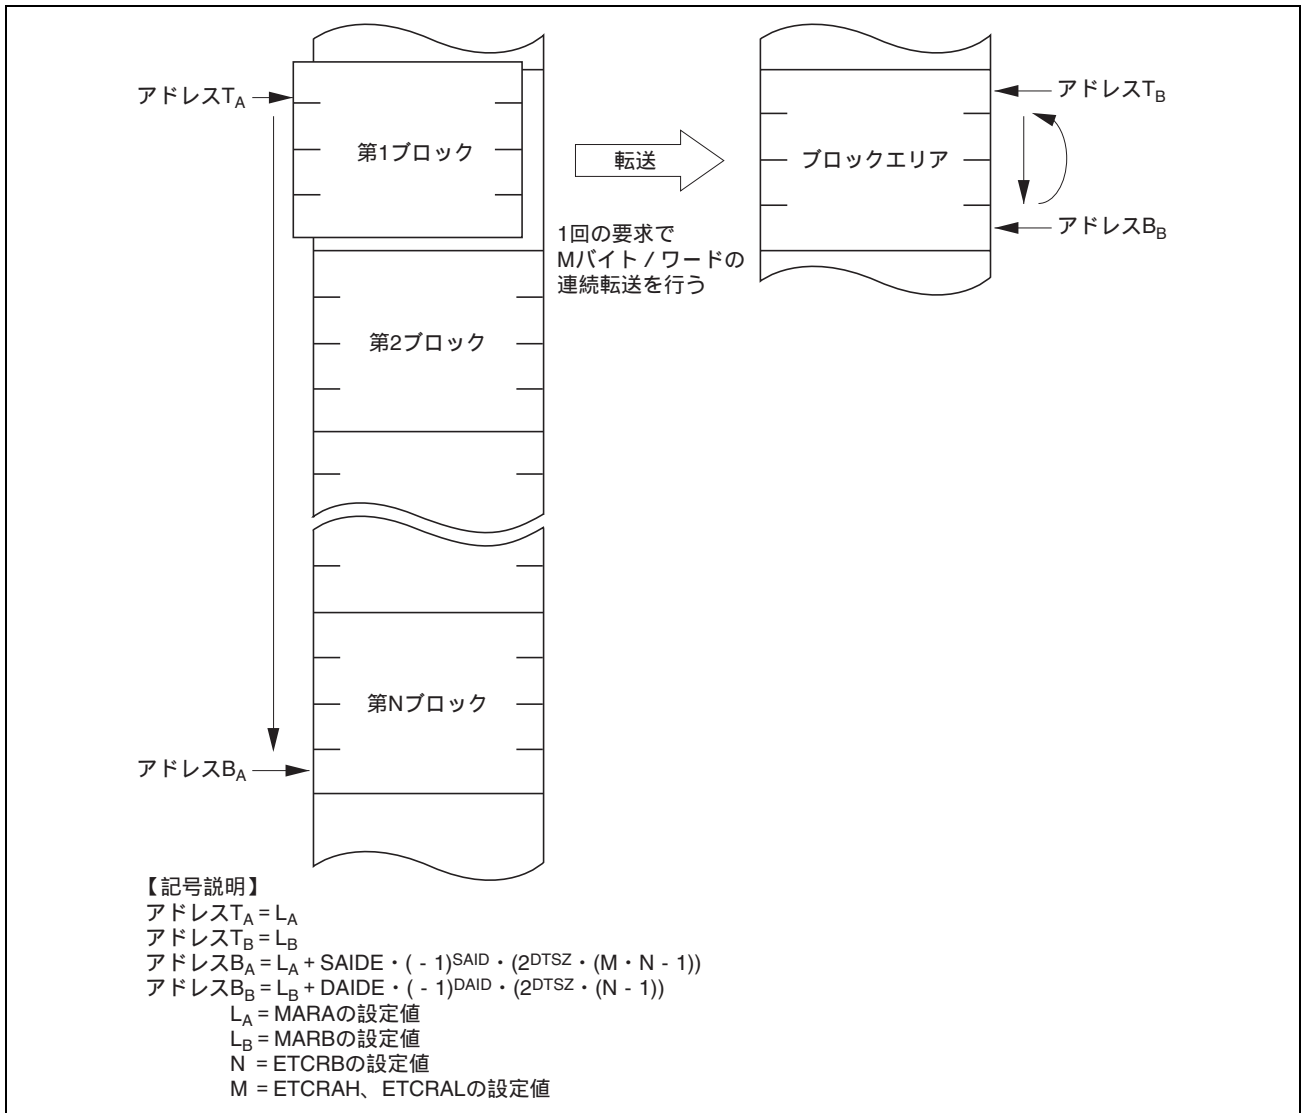 アドレスTA
第1ブロック
転送
1回の要求で
Mバイト / ワードの
連続転送を行う
アドレスTB
ブロックエリア
アドレスBB
第2ブロック
第Nブロック
アドレスBA
【記号説明】
アドレスTA = LA
アドレスTB = LB
アドレスBA = LA + SAIDE・( - 1)SAID・(2DTSZ・(M・N - 1))
アドレスBB = LB + DAIDE・( - 1)DAID・(2DTSZ・(N - 1))
LA = MARAの設定値
LB = MARBの設定値
N = ETCRBの設定値
M = ETCRAH、ETCRALの設定値